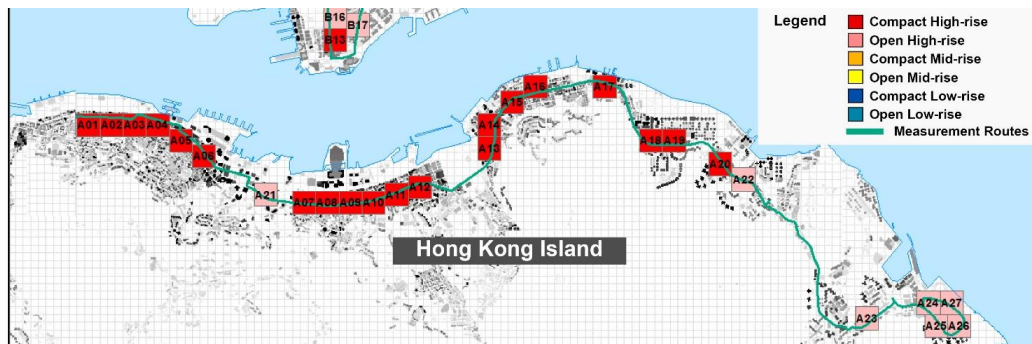 B16
B17
B13
Legend
Compact High-rise
Open High-rise
Compact Mid-rise
Open Mid-rise
Compact Low-rise
Open Low-rise
Measurement Routes
A16
A17
A15
A01 A02 A03 A04
A14
A05
A13
A18 A19
A06
A20
A22
A12
A21
A11
A07 A08 A09 A10
Hong Kong Island
A24 A27
A23
A25 A26